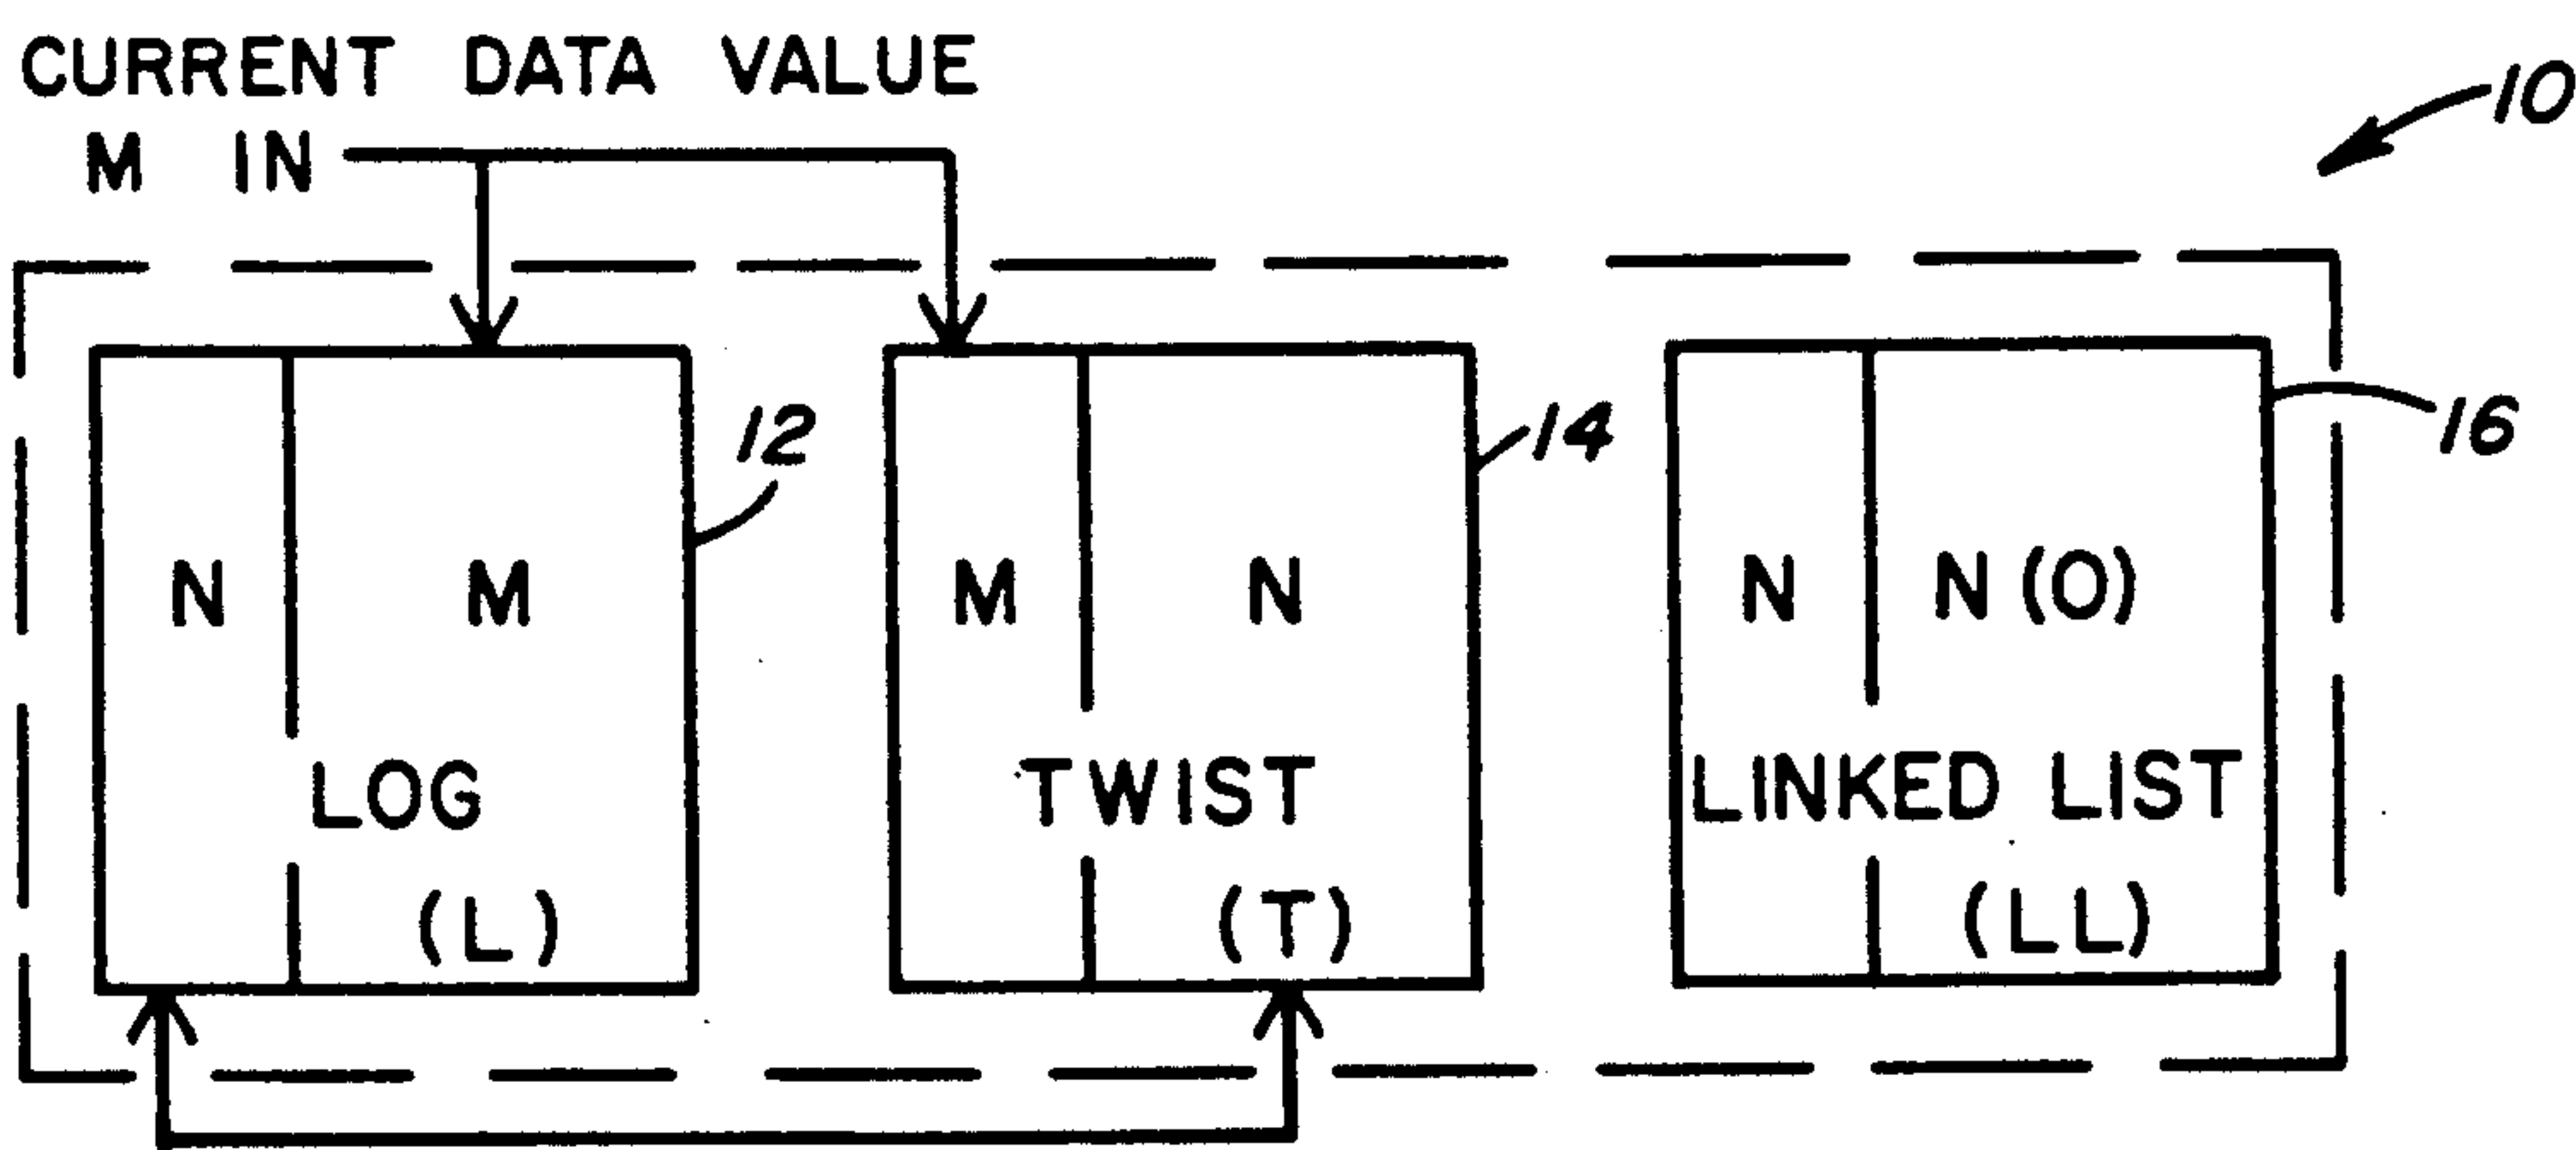 CURRENT DATA VALUE
M IN
10
12
14
16
N M
LOG
(L)
M N
TWIST
(T)
N N(O)
LINKED LIST
(LL)